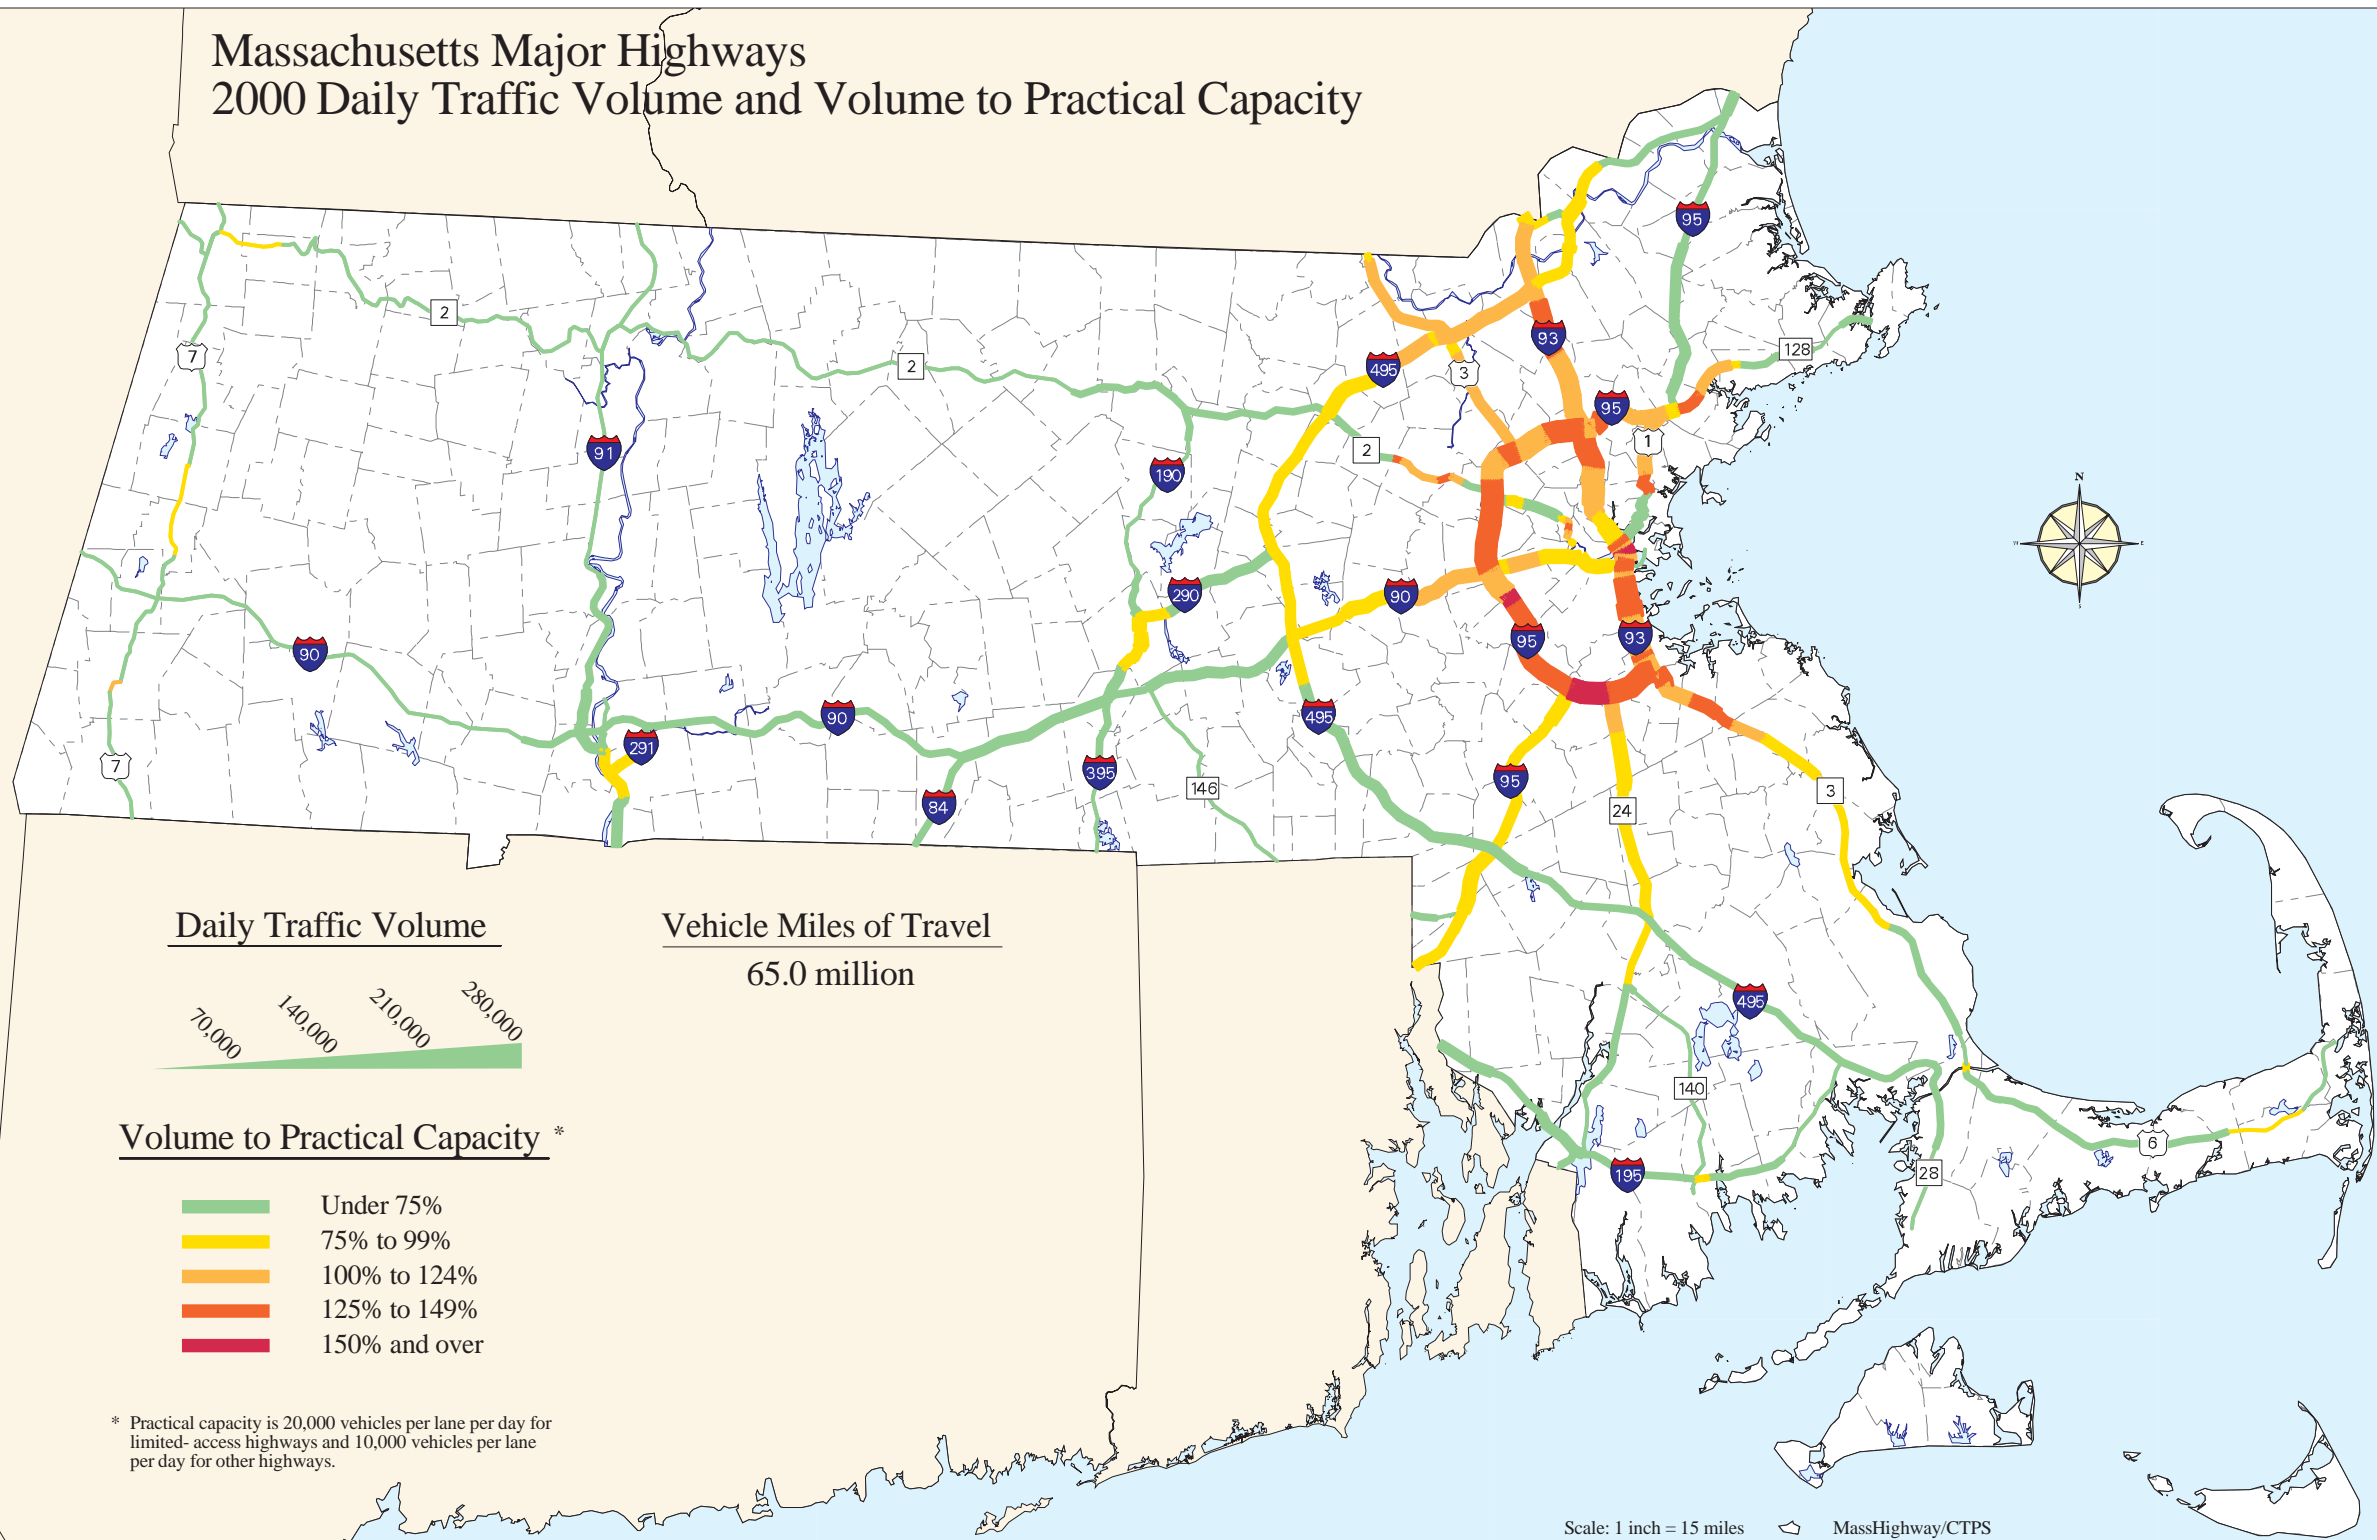 Massachusetts Major Highways
2000 Daily Traffic Volume and Volume to Practical Capacity
95
2
93
128
7
2
495
3
95
1
91
2
190
N
W
E
S
290
90
95
93
90
90
495
291
395
95
7
146
3
84
24
Daily Traffic Volume
Vehicle Miles of Travel
65.0 million
70,000
140,000
210,000
280,000
495
140
Volume to Practical Capacity *
6
195
28
Under 75%
75% to 99%
100% to 124%
125% to 149%
150% and over
* Practical capacity is 20,000 vehicles per lane per day for
limited- access highways and 10,000 vehicles per lane
per day for other highways.
Scale: 1 inch = 15 miles
MassHighway/CTPS